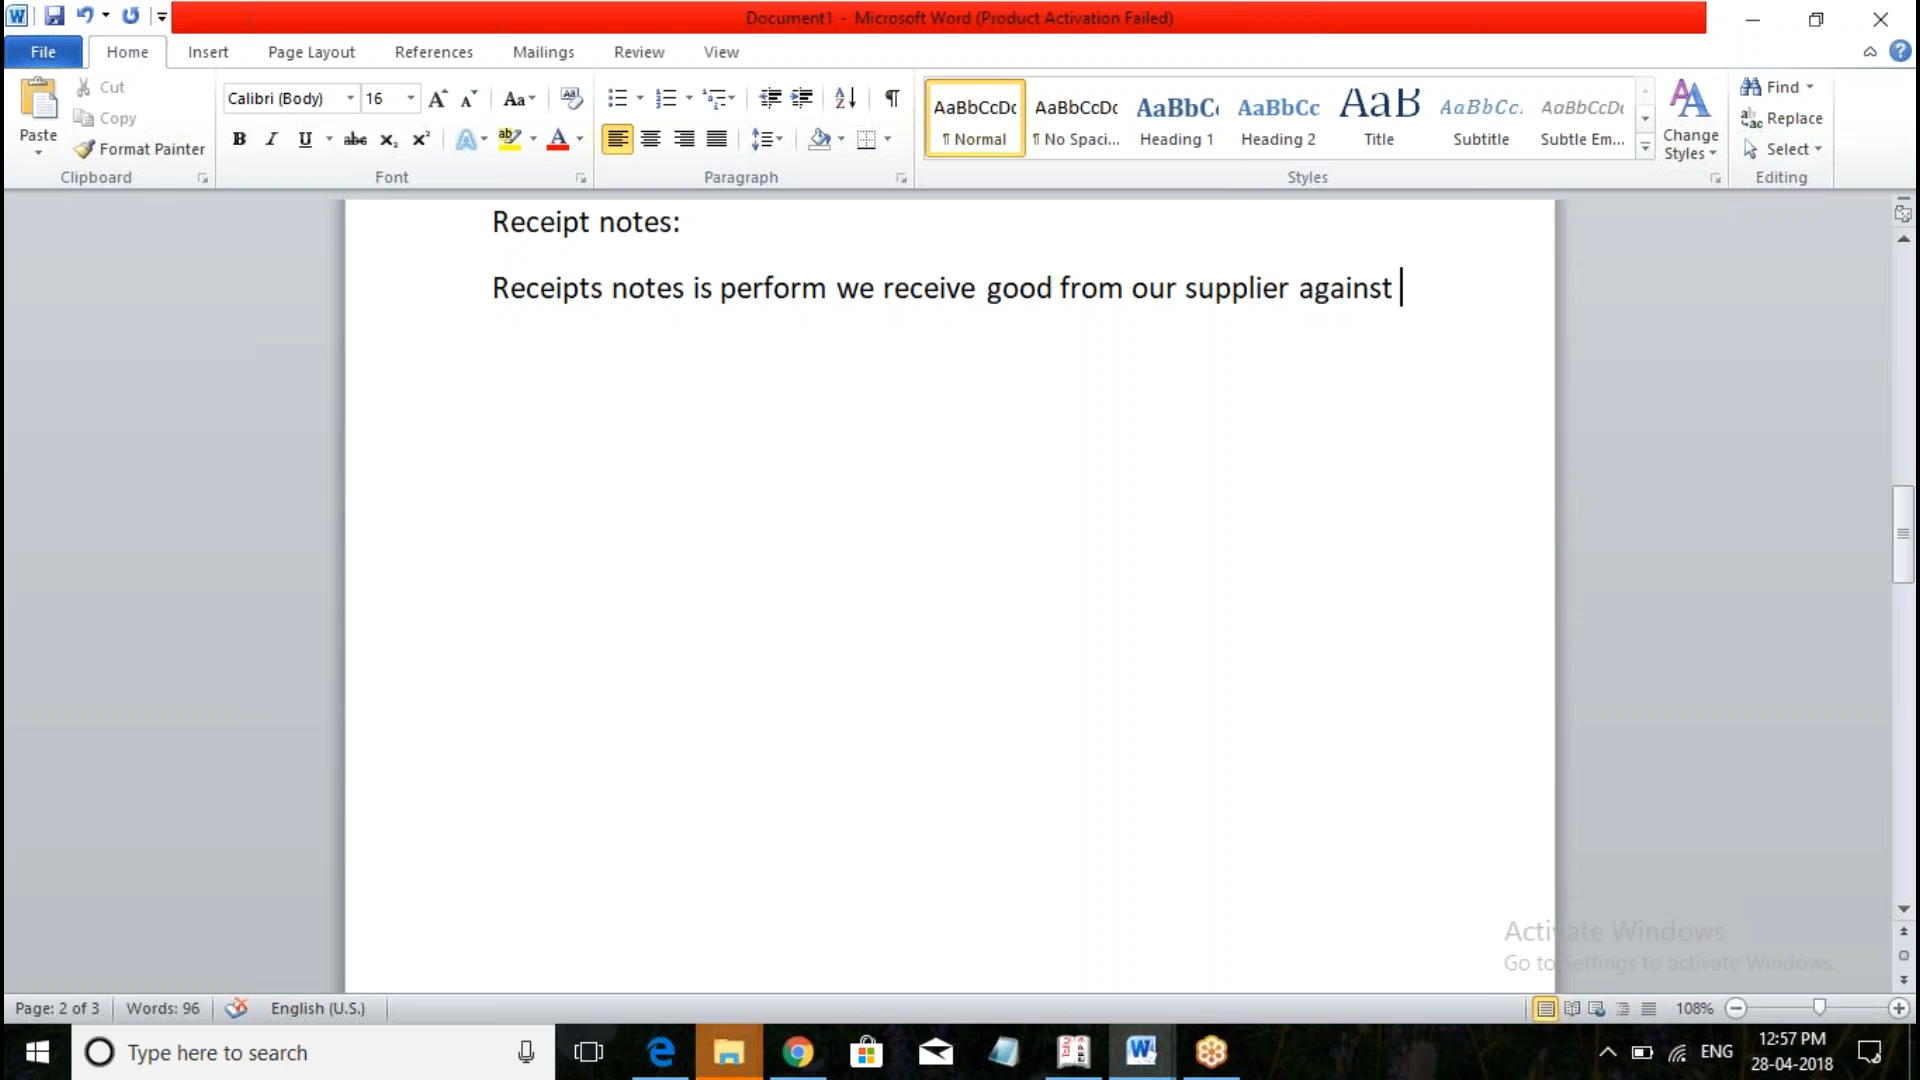 Document1 - Microsoft Word (Product Activation Failed)
File Home Insert Page Layout References Mailings Review View
Paste
Cut
Copy
Format Painter
Clipboard
Calibri (Body) 16
Font
Paragraph
AaBbCcDc AaBbCcDc AaBbC AaBbCc AaB AaBbCc. AaBbCcDc
¶ Normal ¶ No Spaci... Heading 1 Heading 2 Title Subtitle Subtle Em...
Change
Styles
Styles
Find
Replace
Select
Editing
Receipt notes:
Receipts notes is perform we receive good from our supplier against
Activate Windows
Go to Settings to activate Windows.
Page: 2 of 3 Words: 96 English (U.S.) 108%
Type here to search
ENG
12:57 PM
28-04-2018